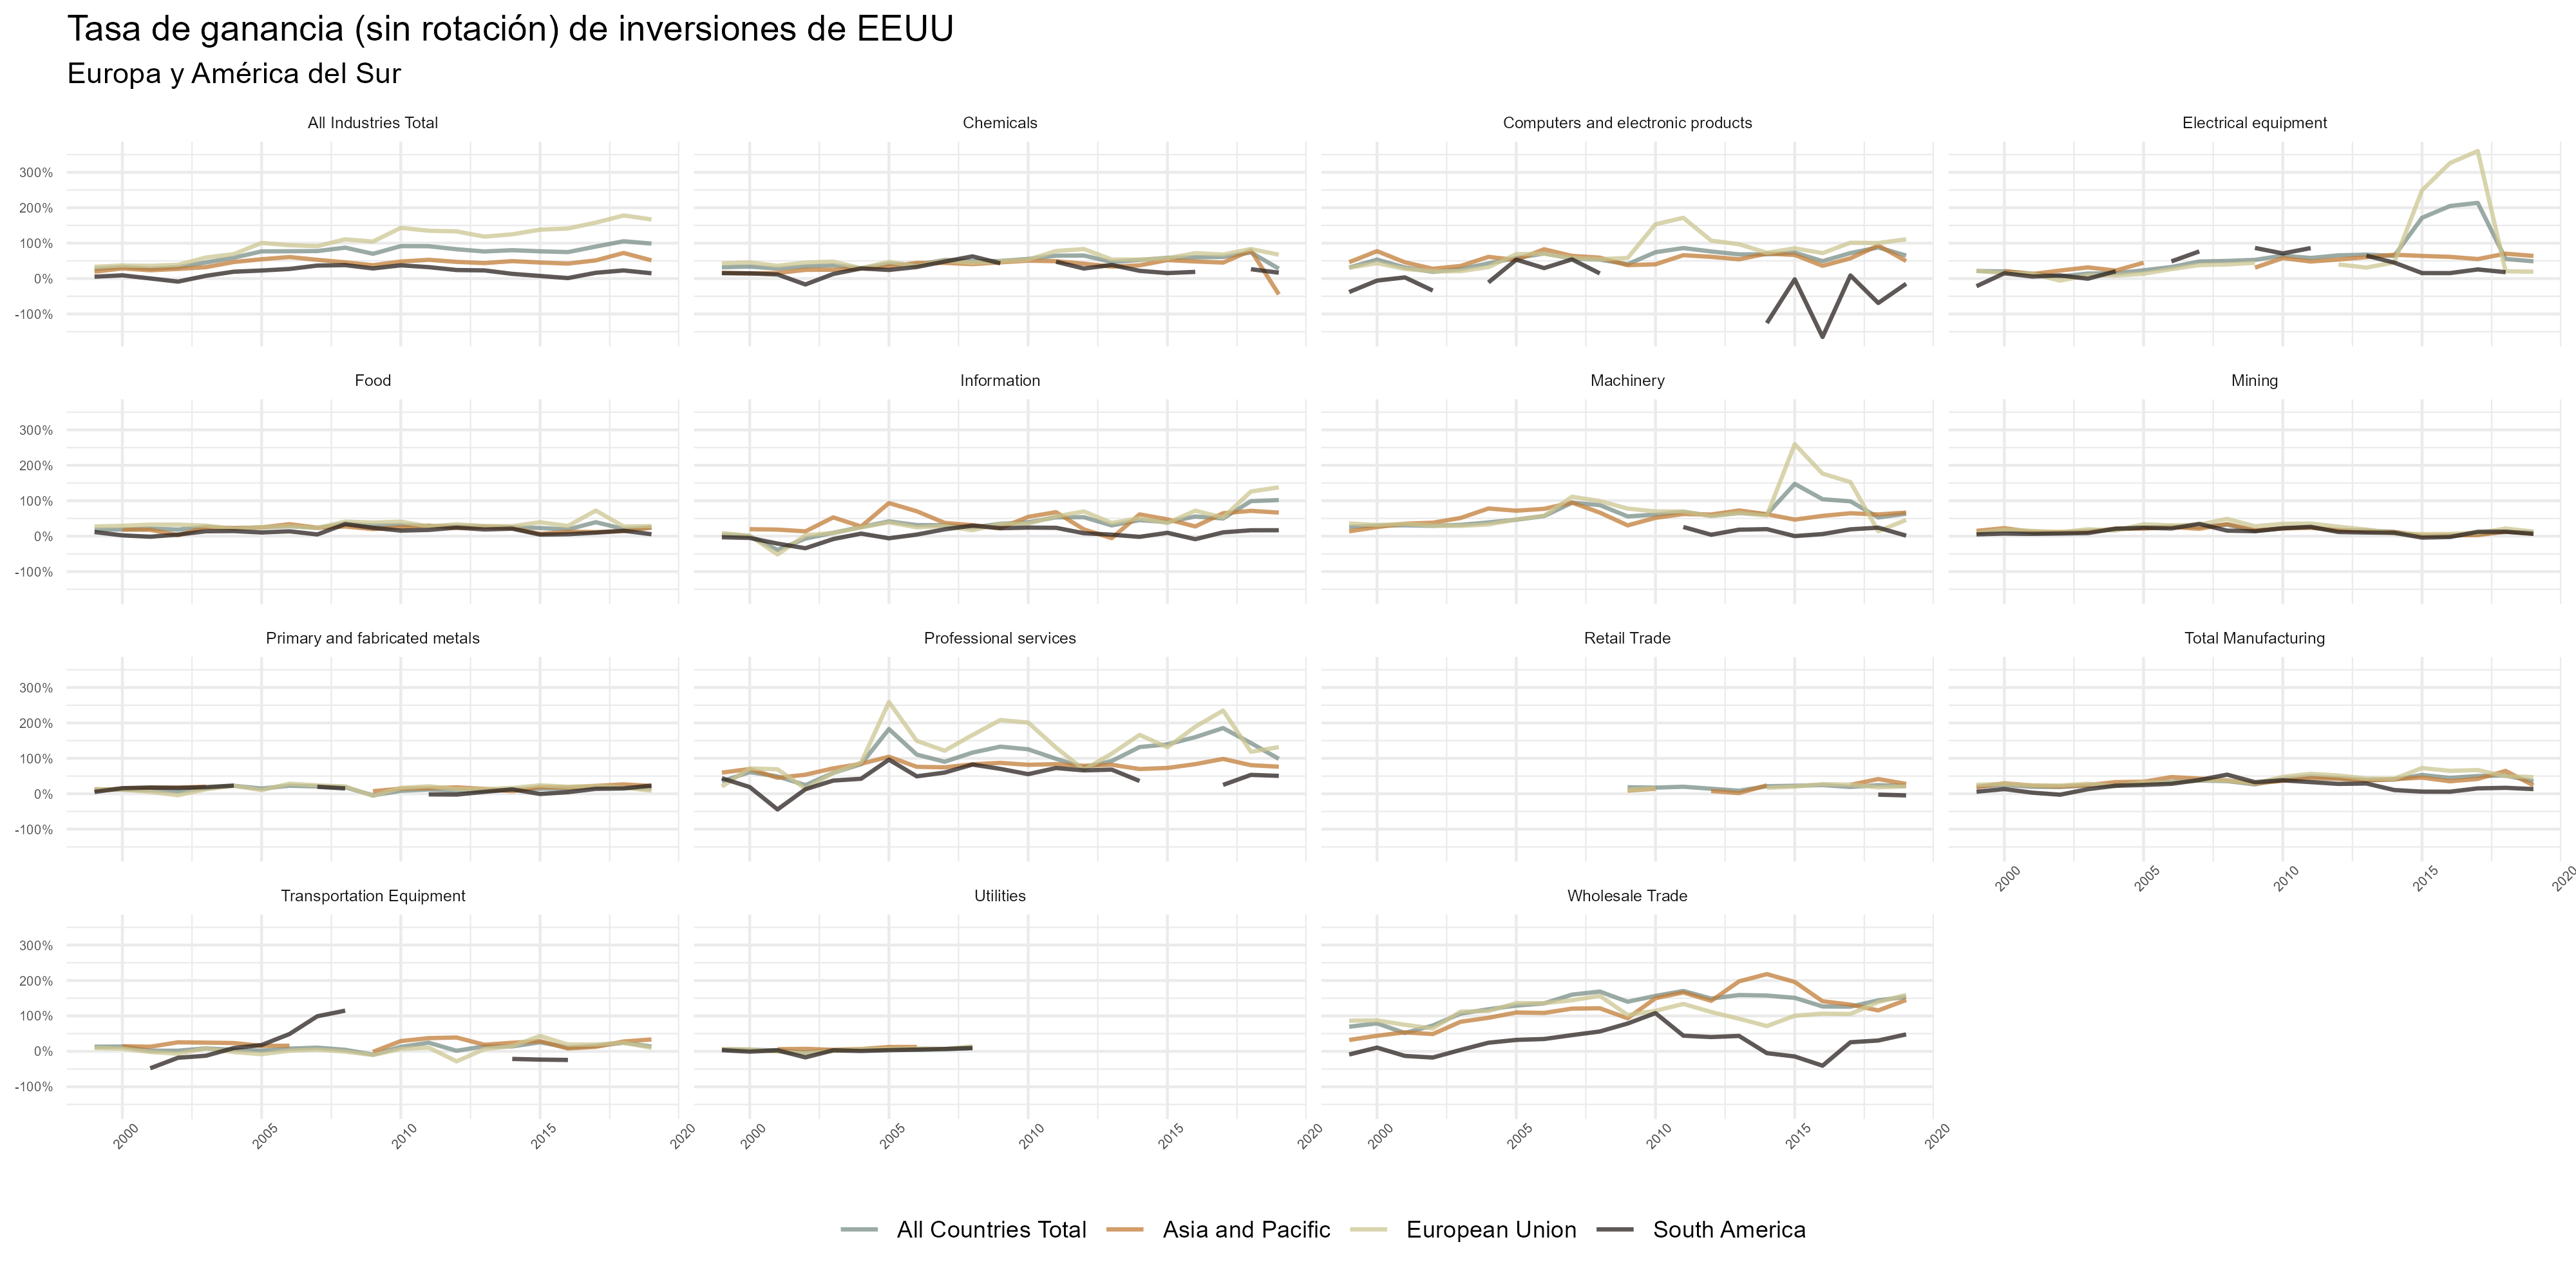 Tasa de ganancia (sin rotación) de inversiones de EEUU
Europa y América del Sur
All Industries Total
Chemicals
Computers and electronic products
Electrical equipment
300%
200%
100%
0%
-100%
Food
Information
Machinery
Mining
300%
200%
100%
0%
-100%
Primary and fabricated metals
Professional services
Retail Trade
Total Manufacturing
300%
200%
100%
0%
-100%
2000
2005
2010
2015
2020
Transportation Equipment
Utilities
Wholesale Trade
300%
200%
100%
0%
-100%
2000
2005
2010
2015
2020
2000
2005
2010
2015
2020
2000
2005
2010
2015
2020
All Countries Total
Asia and Pacific
European Union
South America